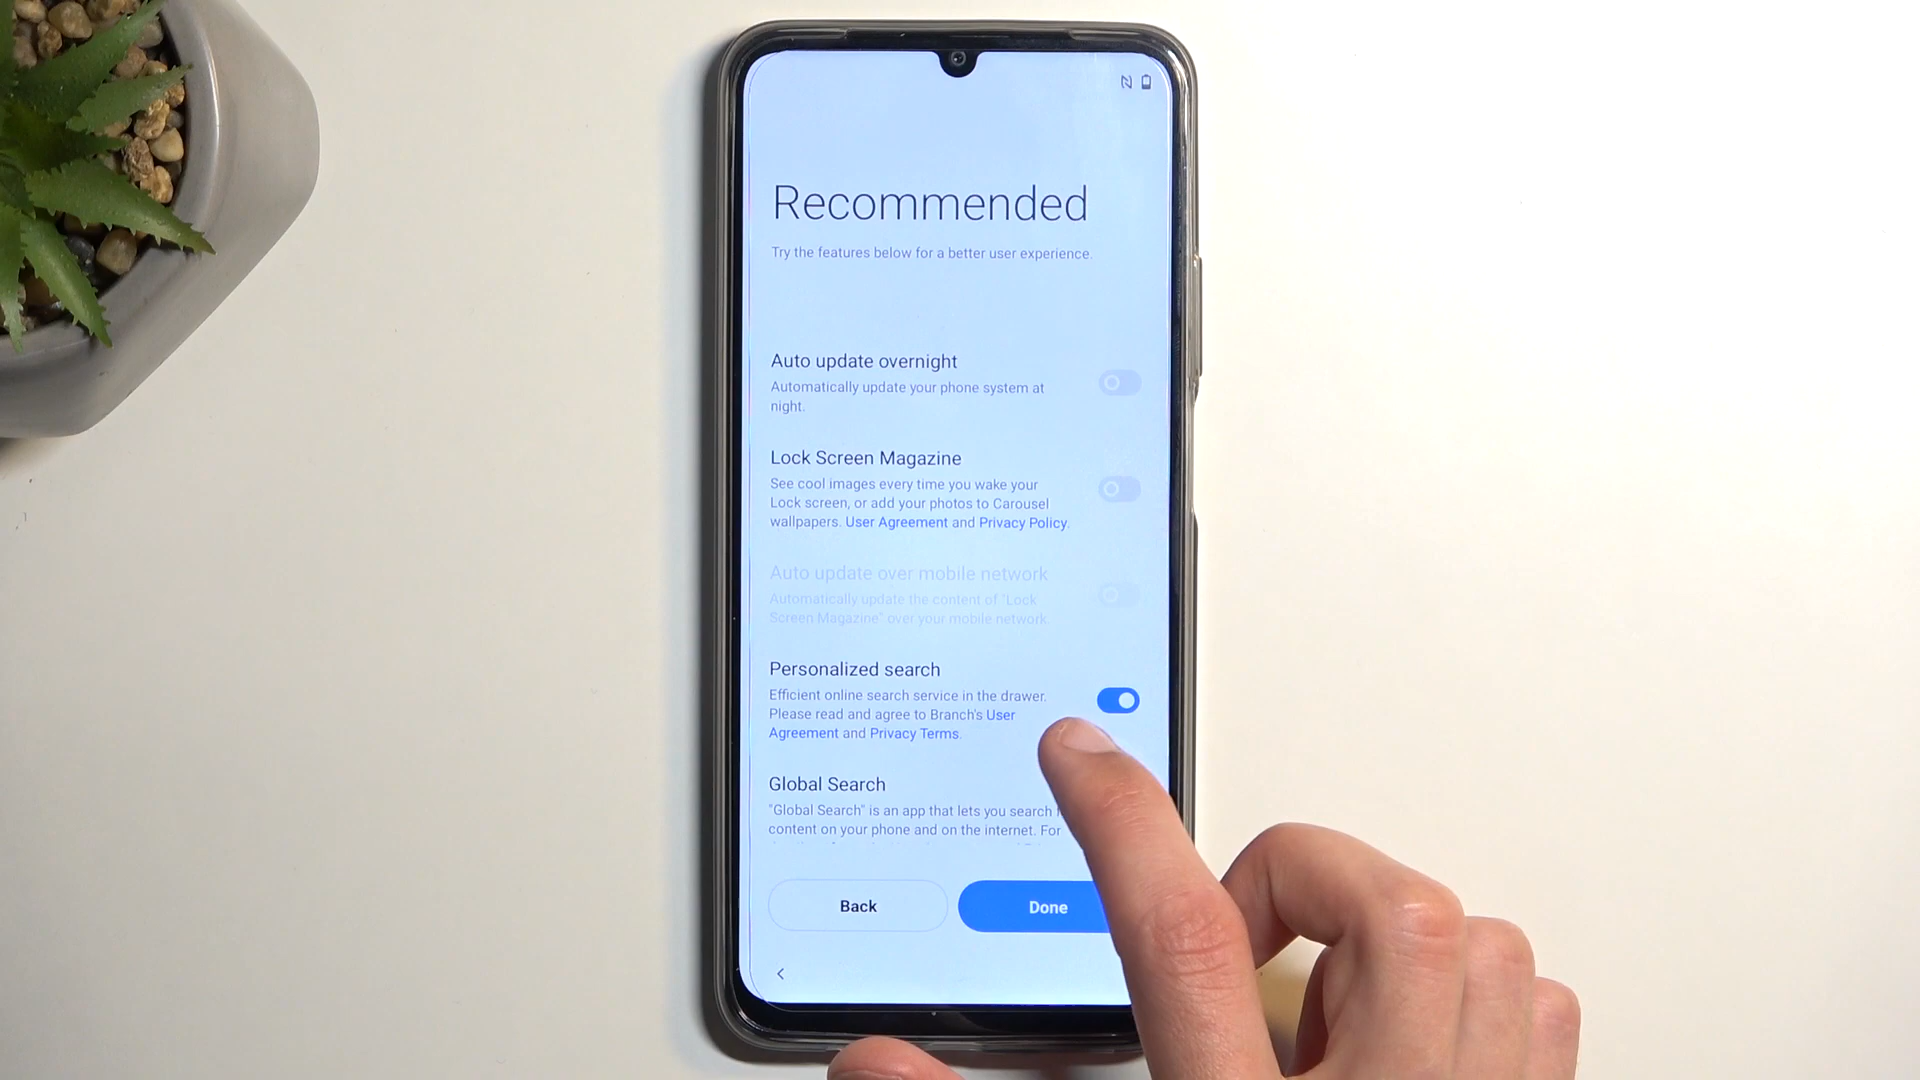 Recommended
Try the features below for a better user experience.
Auto update overnight
Automatically update your phone system at
night.
Lock Screen Magazine
See cool images every time you wake your
Lock screen, or add your photos to Carousel
wallpapers. User Agreement and Privacy Policy.
Auto update over mobile network
Automatically update the content of "Lock
Screen Magazine" over your mobile network.
Personalized search
Efficient online search service in the drawer.
Please read and agree to Branch's User
Agreement and Privacy Terms.
Global Search
"Global Search" is an app that lets you search
content on your phone and on the internet. For
Back
Done